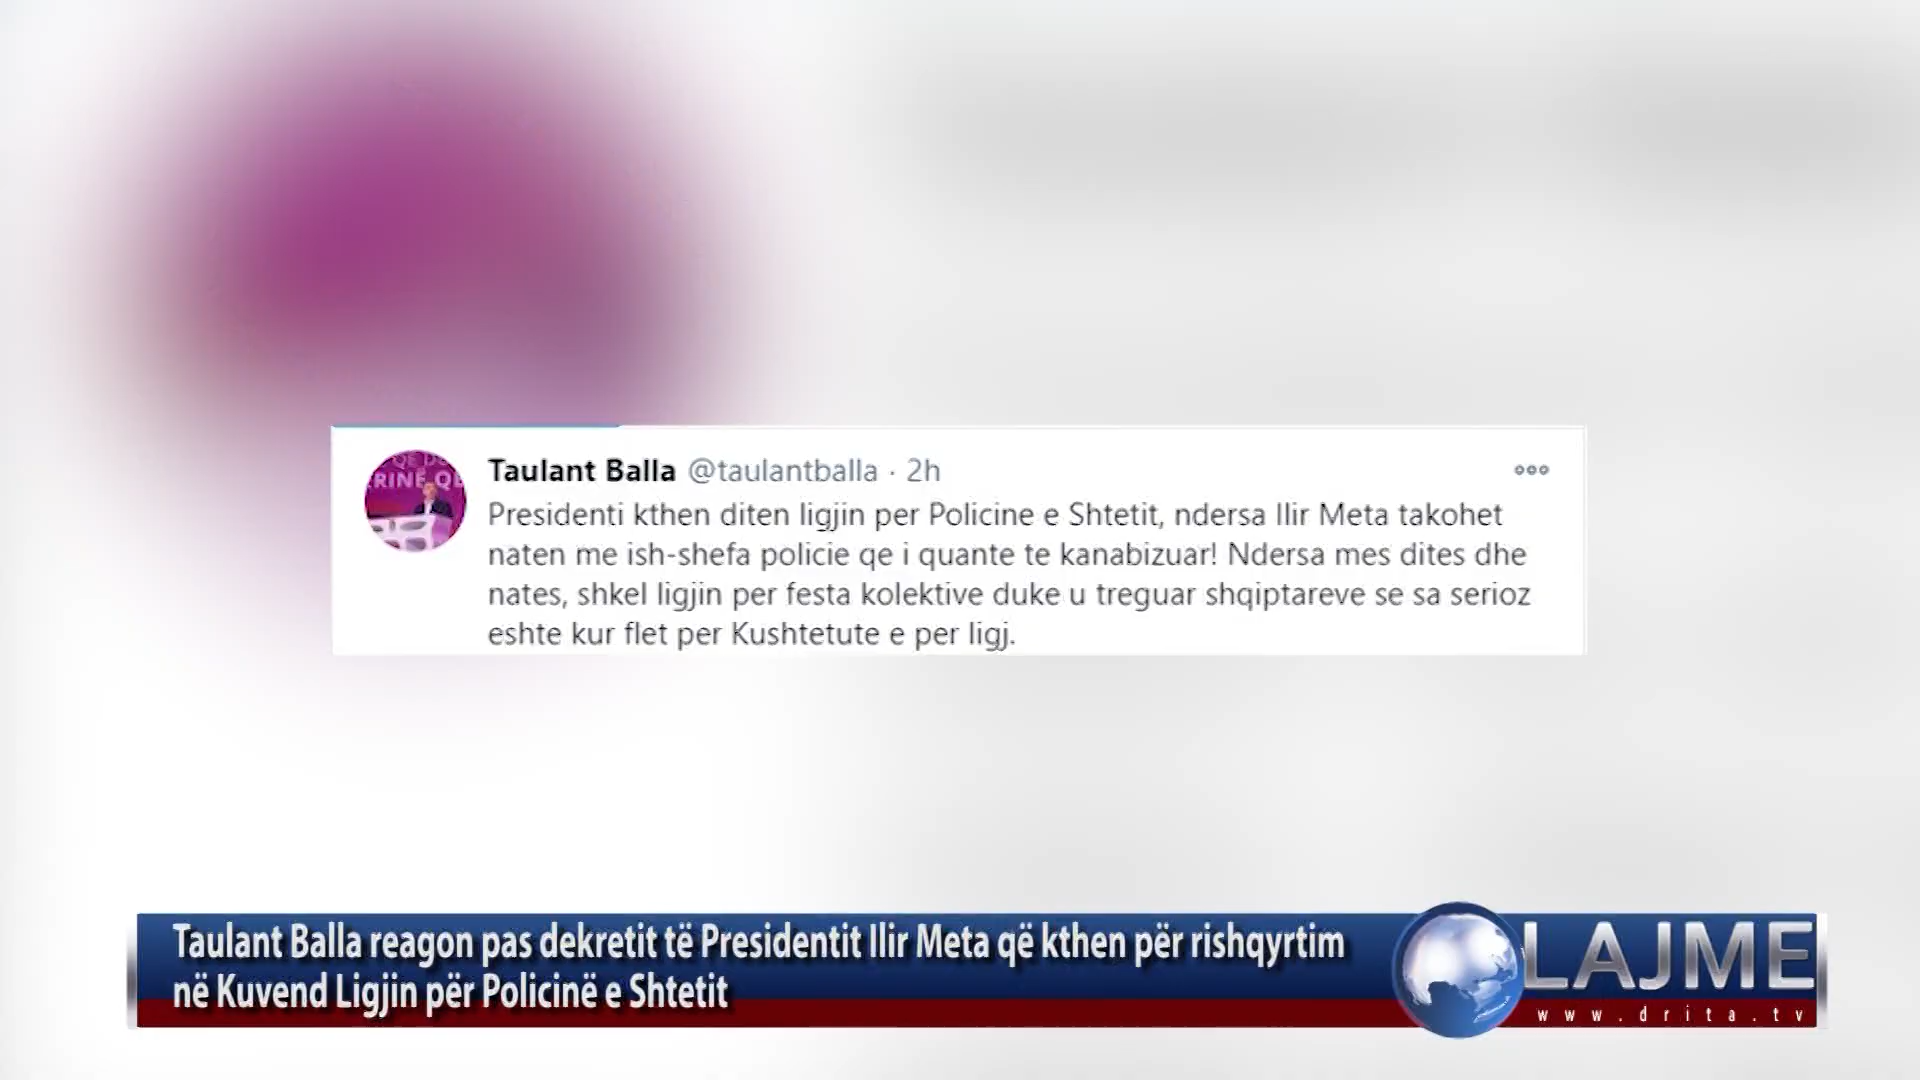 Taulant Balla @taulantballa · 2h
Presidenti kthen diten ligjin per Policine e Shtetit, ndersa Ilir Meta takohet
naten me ish-shefa policie qe i quante te kanabizuar! Ndersa mes dites dhe
nates, shkel ligjin per festa kolektive duke u treguar shqiptareve se sa serioz
eshte kur flet per Kushtetute e per ligj.
Taulant Balla reagon pas dekretit të Presidentit Ilir Meta që kthen për rishqyrtim
në Kuvend Ligjin për Policinë e Shtetit
LAJME
www.drita.tv